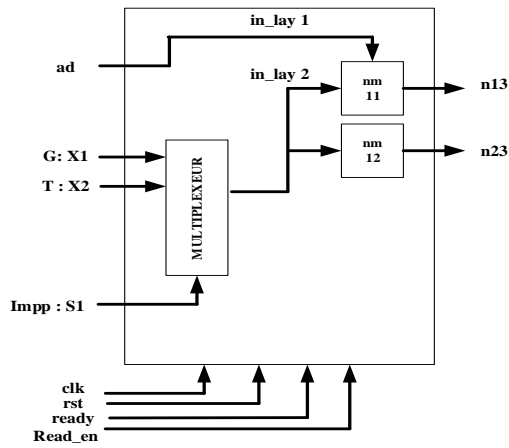 in_lay 1
ad
in_lay 2
nm
11
n13
nm
12
n23
G: X1
T : X2
MULTIPLEXEUR
Impp : S1
clk
rst
ready
Read_en